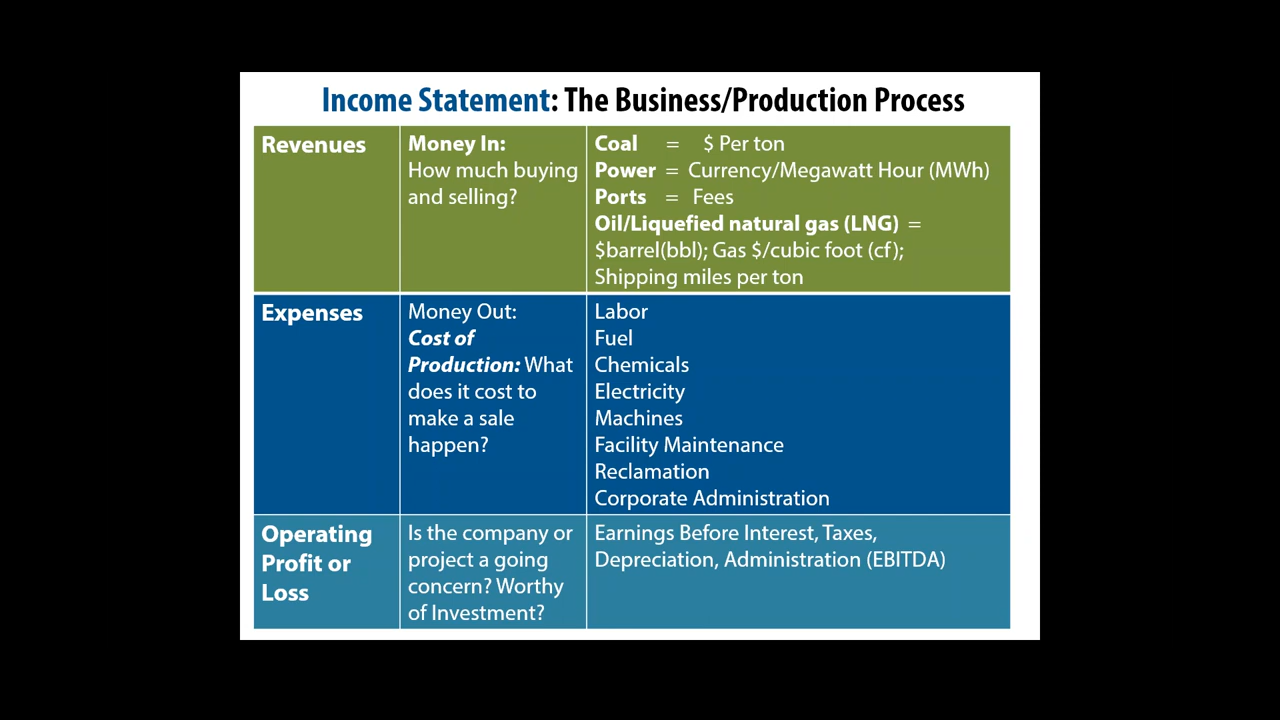 Income Statement: The Business/Production Process
Revenues
Money In:
How much buying
and selling?
Coal = $ Per ton
Power = Currency/Megawatt Hour (MWh)
Ports = Fees
Oil/Liquefied natural gas (LNG) =
$barrel(bbl); Gas $/cubic foot (cf);
Shipping miles per ton
Expenses
Money Out:
Cost of
Production: What
does it cost to
make a sale
happen?
Labor
Fuel
Chemicals
Electricity
Machines
Facility Maintenance
Reclamation
Corporate Administration
Operating
Profit or
Loss
Is the company or
project a going
concern? Worthy
of Investment?
Earnings Before Interest, Taxes,
Depreciation, Administration (EBITDA)